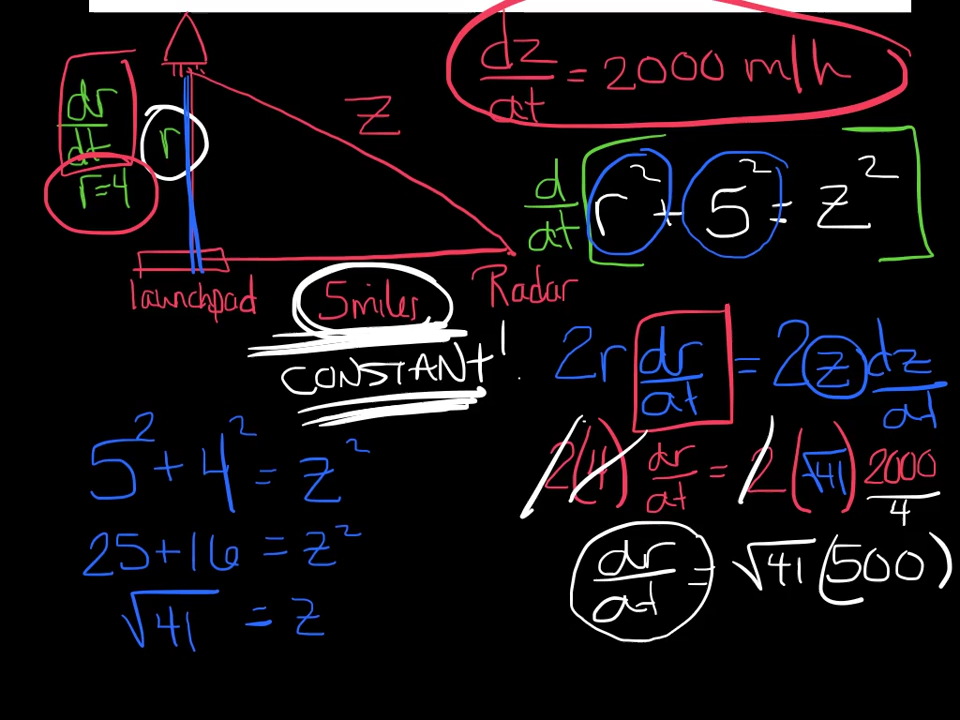 dz/dt = 2000 m/h
dr/dt
r=4
r
z
d/dt [r² + 5² = z²]
launchpad
5miles
Radar
CONSTANT!
2r dr/dt = 2z dz/dt
5² + 4² = z²
2(4) dr/dt = 2(√41) 2000/4
25+16 = z²
dr/dt = √41(500)
√41 = z